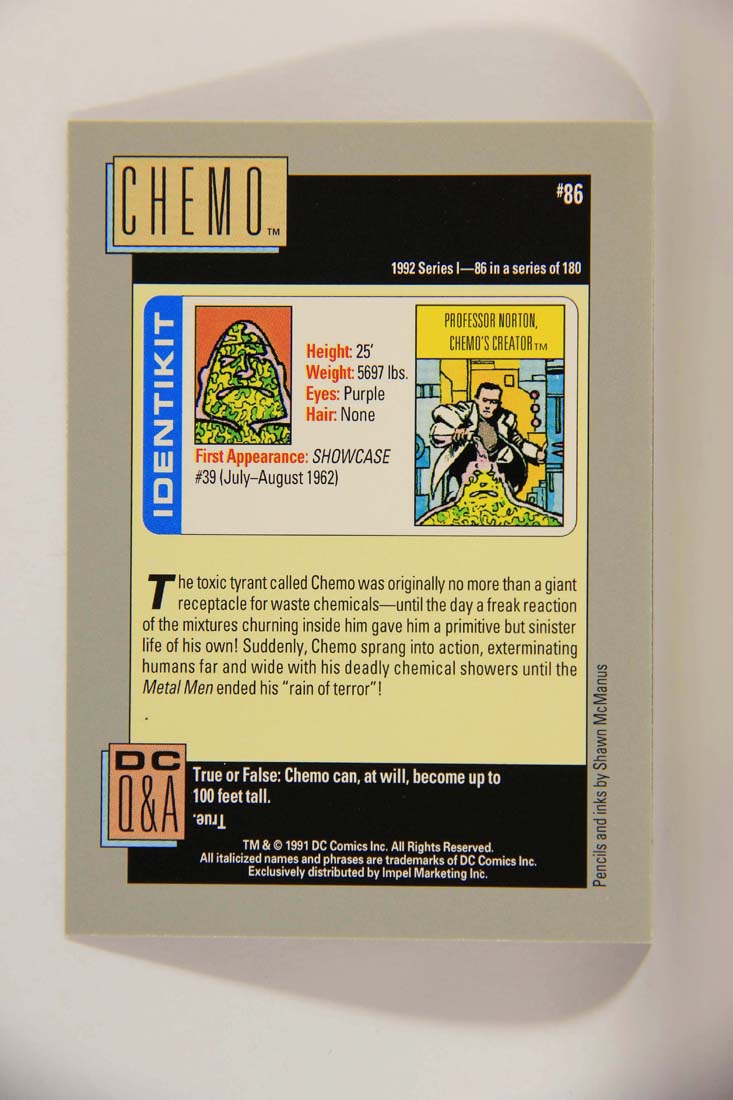 CHEMO™
#86
1992 Series I—86 in a series of 180
IDENTIKIT
Height: 25'
Weight: 5697 lbs.
Eyes: Purple
Hair: None
First Appearance: SHOWCASE
#39 (July–August 1962)
PROFESSOR NORTON,
CHEMO'S CREATOR™
The toxic tyrant called Chemo was originally no more than a giant
receptacle for waste chemicals—until the day a freak reaction
of the mixtures churning inside him gave him a primitive but sinister
life of his own! Suddenly, Chemo sprang into action, exterminating
humans far and wide with his deadly chemical showers until the
Metal Men ended his “rain of terror”!
DC
Q&A
True or False: Chemo can, at will, become up to
100 feet tall.
True.
TM & © 1991 DC Comics Inc. All Rights Reserved.
All italicized names and phrases are trademarks of DC Comics Inc.
Exclusively distributed by Impel Marketing Inc.
Pencils and inks by Shawn McManus